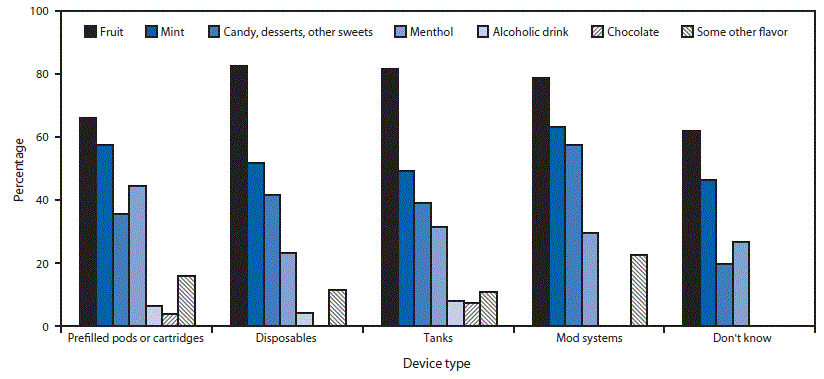 100
Fruit Mint Candy, desserts, other sweets Menthol Alcoholic drink Chocolate Some other flavor
80
60
40
20
0
Percentage
Prefilled pods or cartridges Disposables Tanks Mod systems Don't know
Device type